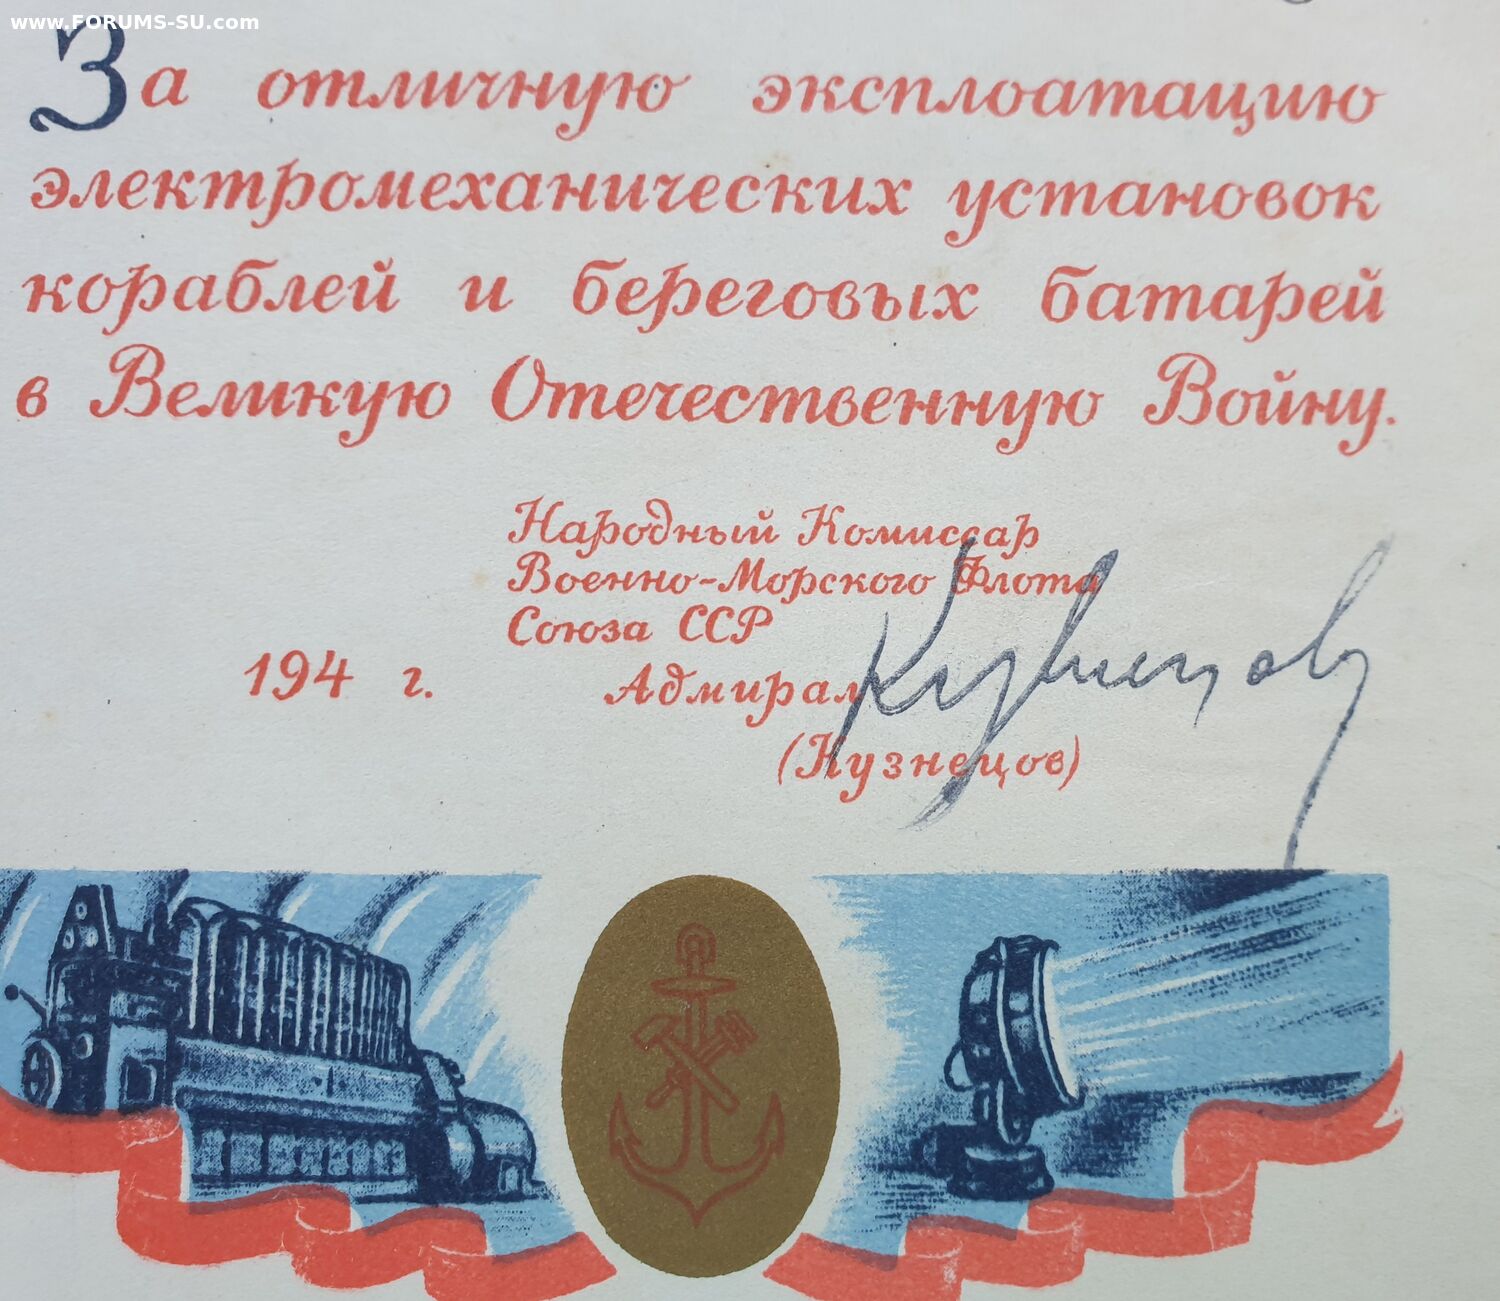 www.FORUMS-SU.com
За отличную эксплоатацию
электромеханических установок
кораблей и береговых батарей
в Великую Отечественную Войну.
Народный Комиссар
Военно-Морского Флота
Союза ССР
194 г. Адмирал Кузнецов
(Кузнецов)